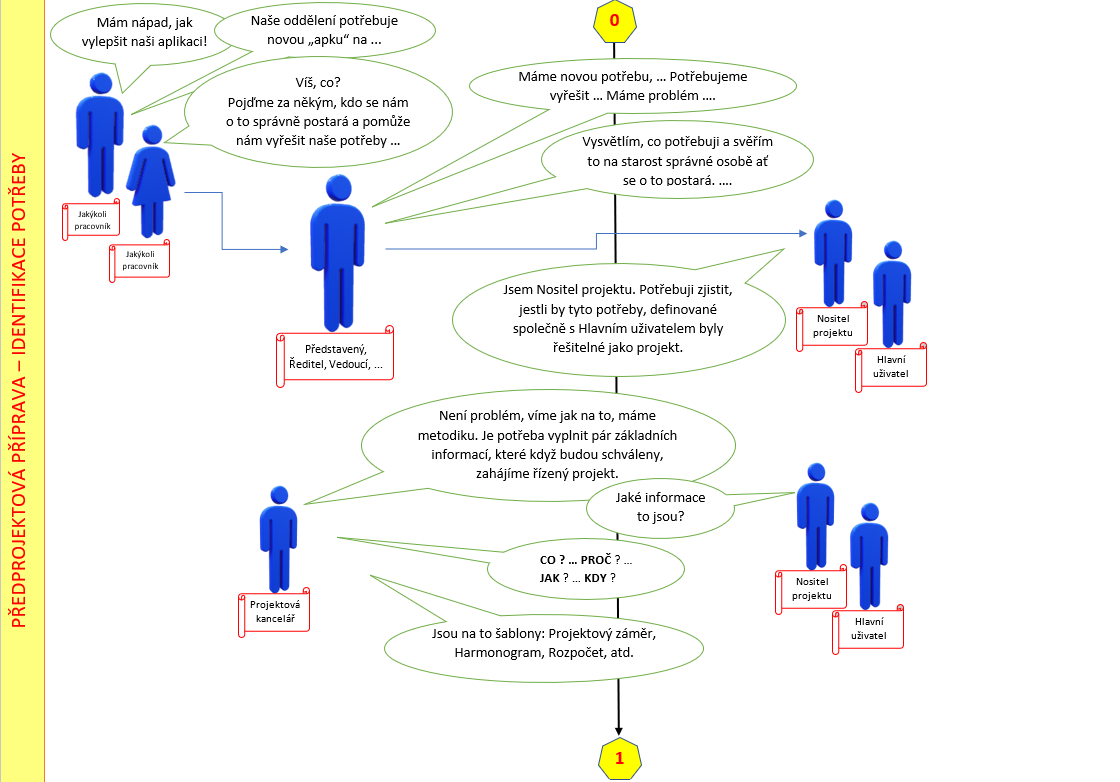 PŘEDPROJEKTOVÁ PŘÍPRAVA – IDENTIFIKACE POTŘEBY
0
Mám nápad, jak
vylepšit naši aplikaci!
Naše oddělení potřebuje
novou „apku“ na ...
Víš, co?
Pojďme za někým, kdo se nám
o to správně postará a pomůže
nám vyřešit naše potřeby ...
Máme novou potřebu, ... Potřebujeme
vyřešit ... Máme problém ....
Vysvětlím, co potřebuji a svěřím
to na starost správné osobě ať
se o to postará. ....
Jakýkoli
pracovník
Jakýkoli
pracovník
Představený,
Ředitel, Vedoucí, ...
Jsem Nositel projektu. Potřebuji zjistit,
jestli by tyto potřeby, definované
společně s Hlavním uživatelem byly
řešitelné jako projekt.
Nositel
projektu
Hlavní
uživatel
Není problém, víme jak na to, máme
metodiku. Je potřeba vyplnit pár základních
informací, které když budou schváleny,
zahájíme řízený projekt.
Jaké informace
to jsou?
CO ? ... PROČ ? ...
JAK ? ... KDY ?
Projektová
kancelář
Nositel
projektu
Hlavní
uživatel
Jsou na to šablony: Projektový záměr,
Harmonogram, Rozpočet, atd.
1